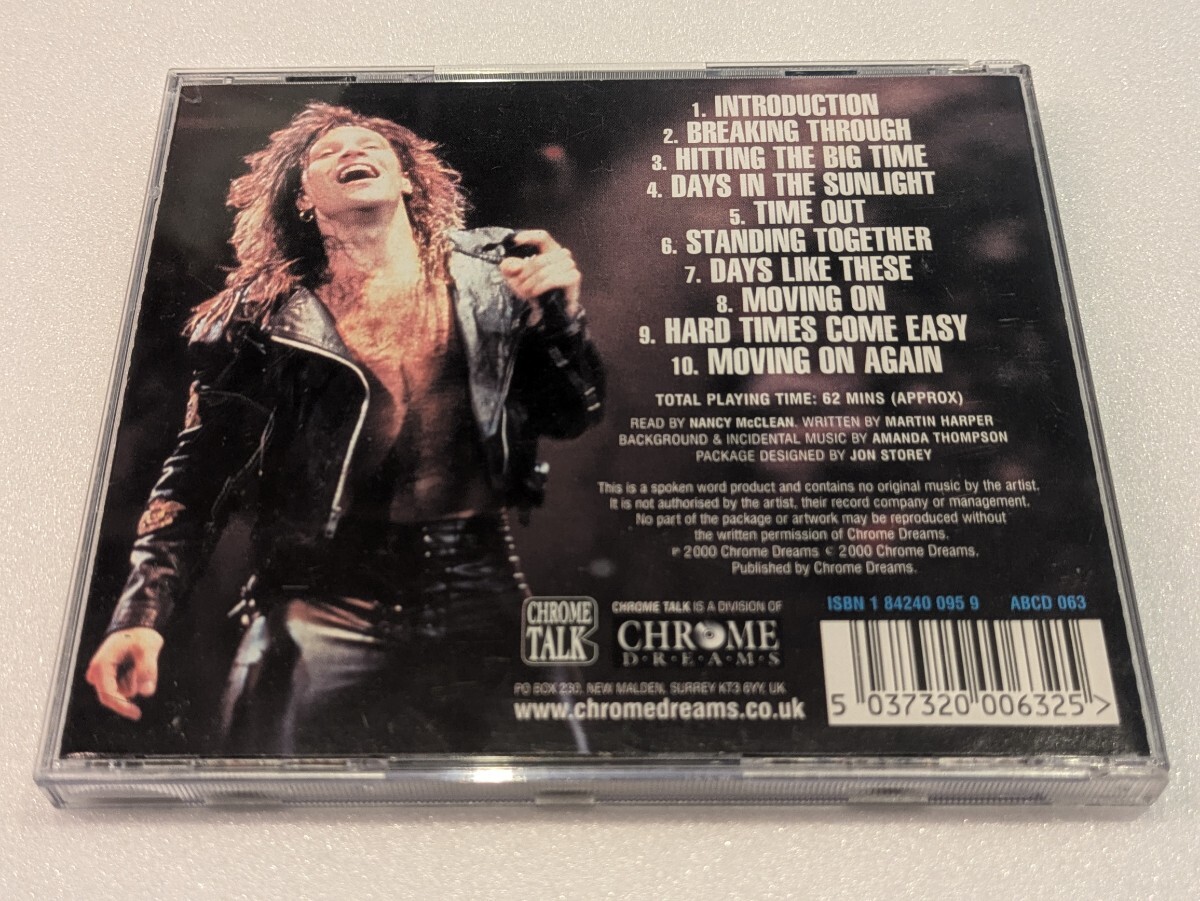 1. INTRODUCTION
2. BREAKING THROUGH
3. HITTING THE BIG TIME
4. DAYS IN THE SUNLIGHT
5. TIME OUT
6. STANDING TOGETHER
7. DAYS LIKE THESE
8. MOVING ON
9. HARD TIMES COME EASY
10. MOVING ON AGAIN
TOTAL PLAYING TIME: 62 MINS (APPROX)
READ BY NANCY McCLEAN. WRITTEN BY MARTIN HARPER
BACKGROUND & INCIDENTAL MUSIC BY AMANDA THOMPSON
PACKAGE DESIGNED BY JON STOREY
This is a spoken word product and contains no original music by the artist.
It is not authorised by the artist, their record company or management.
No part of the package or artwork may be reproduced without
the written permission of Chrome Dreams.
℗ 2000 Chrome Dreams © 2000 Chrome Dreams.
Published by Chrome Dreams.
ISBN 1 84240 095 9 ABCD 063
CHROME TALK
CHROME TALK IS A DIVISION OF
CHROME
D·R·E·A·M·S
PO BOX 230, NEW MALDEN, SURREY KT3 6YY, UK
www.chromedreams.co.uk
5 037320 006325 >